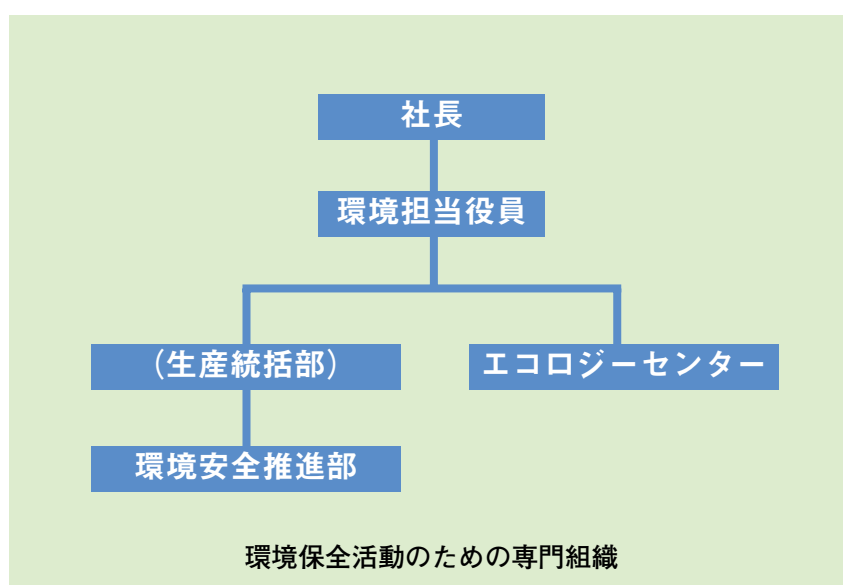 社長
環境担当役員
(生産統括部)
エコロジーセンター
環境安全推進部
環境保全活動のための専門組織